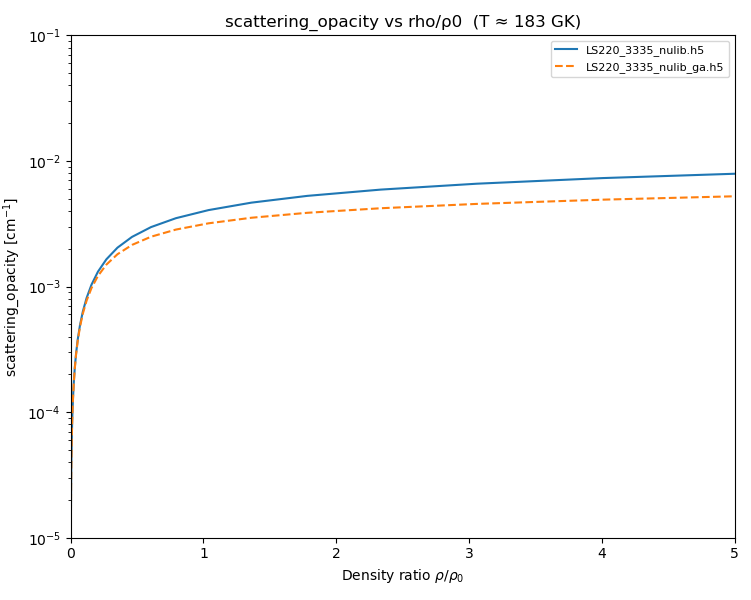 scattering_opacity vs rho/ρ0  (T ≈ 183 GK)
LS220_3335_nulib.h5
LS220_3335_nulib_ga.h5
scattering_opacity [cm⁻¹]
10⁻¹
10⁻²
10⁻³
10⁻⁴
10⁻⁵
0 1 2 3 4 5
Density ratio ρ/ρ₀